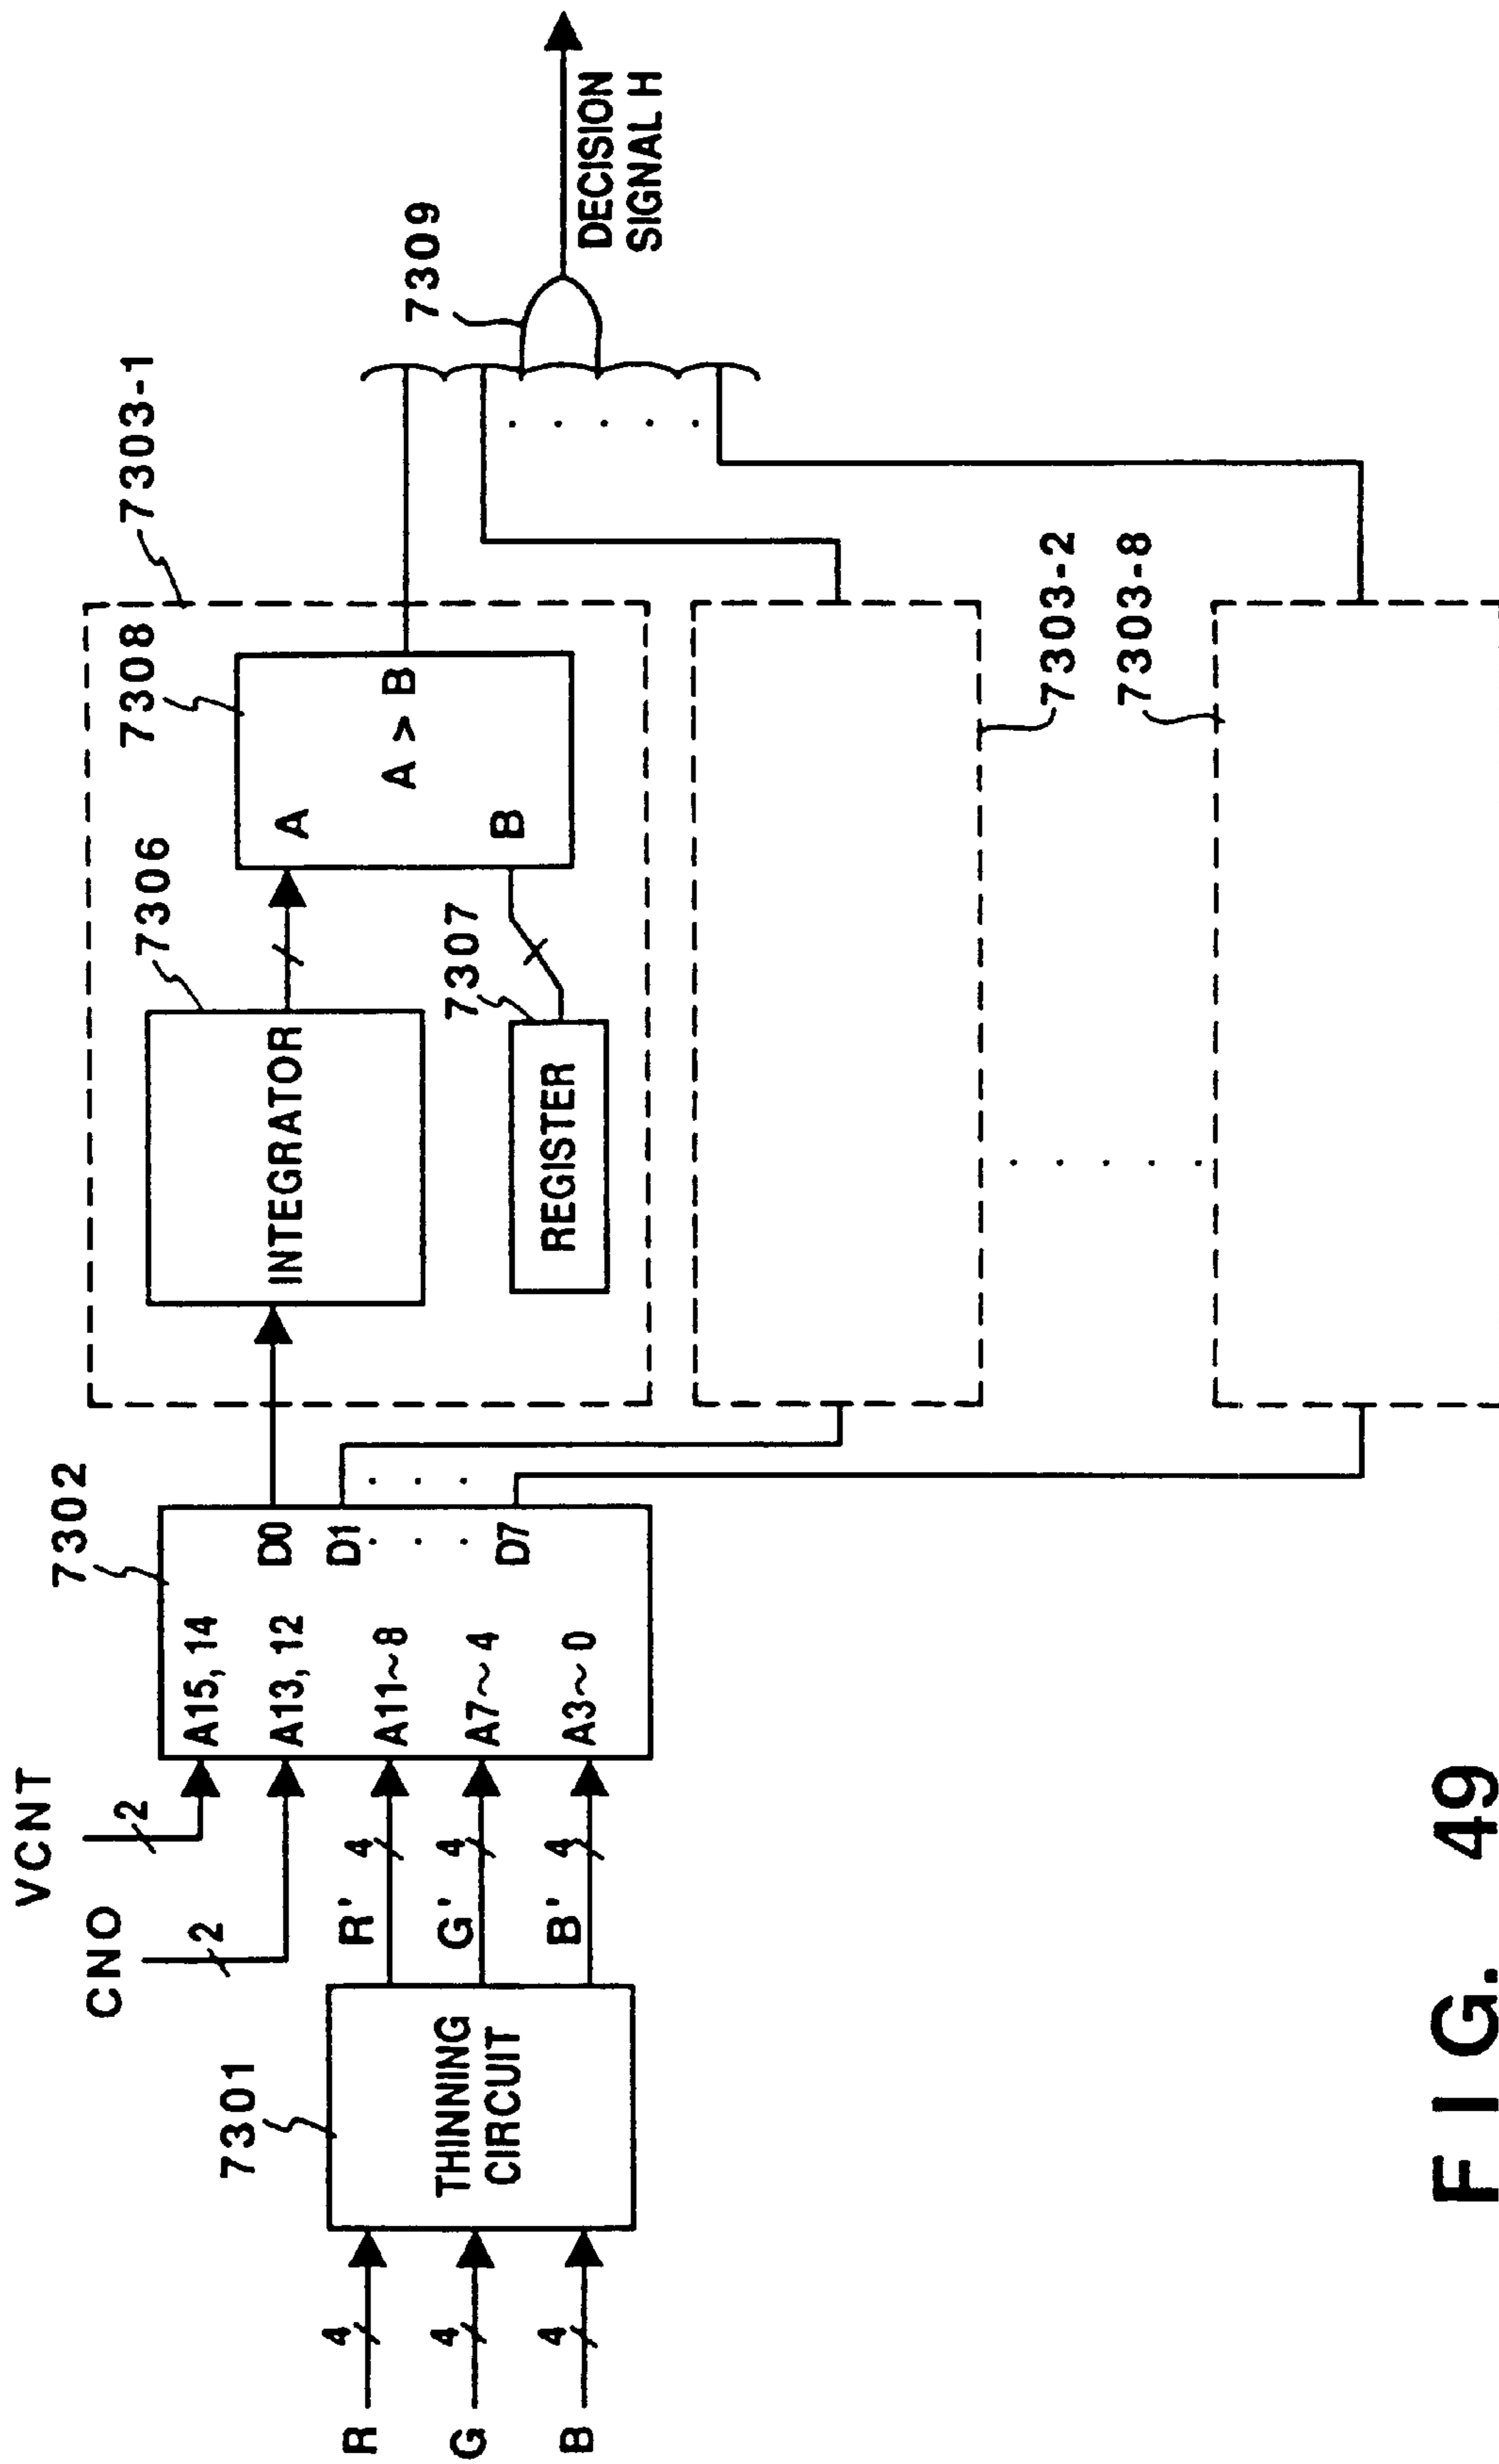 VCNT
2
CNO
2
7301
R
4
G
4
B
4
THINNING
CIRCUIT
R'
4
G'
4
B'
4
7302
A15, 14
A13, 12
A11~8
A7~4
A3~0
D0
D1
D7
7303-1
7306
INTEGRATOR
7307
REGISTER
7308
A
B
A > B
7303-2
7303-8
7309
DECISION
SIGNAL H
FIG. 49